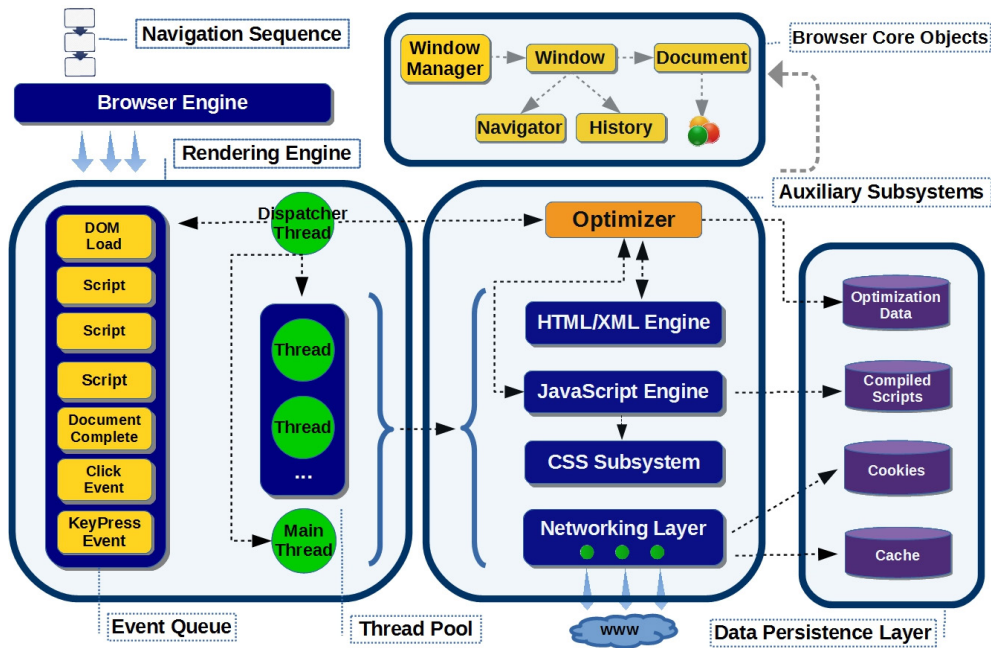 Navigation Sequence
Browser Engine
Window
Manager
Window
Document
Navigator
History
Browser Core Objects
Rendering Engine
Auxiliary Subsystems
DOM
Load
Script
Script
Script
Document
Complete
Click
Event
KeyPress
Event
Dispatcher
Thread
Thread
Thread
...
Main
Thread
Optimizer
HTML/XML Engine
JavaScript Engine
CSS Subsystem
Networking Layer
www
Optimization
Data
Compiled
Scripts
Cookies
Cache
Event Queue
Thread Pool
Data Persistence Layer